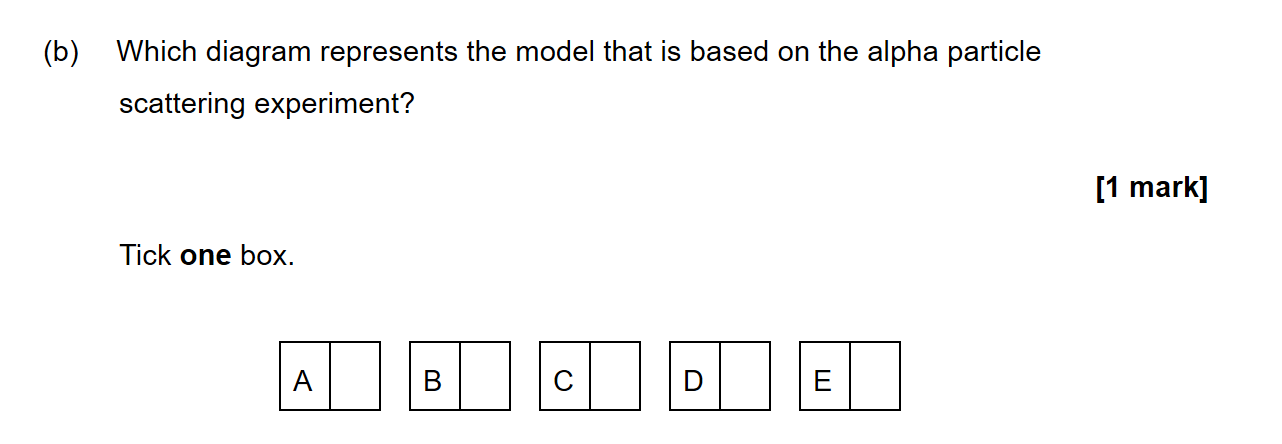 (b) Which diagram represents the model that is based on the alpha particle
scattering experiment?
[1 mark]
Tick one box.
A B C D E